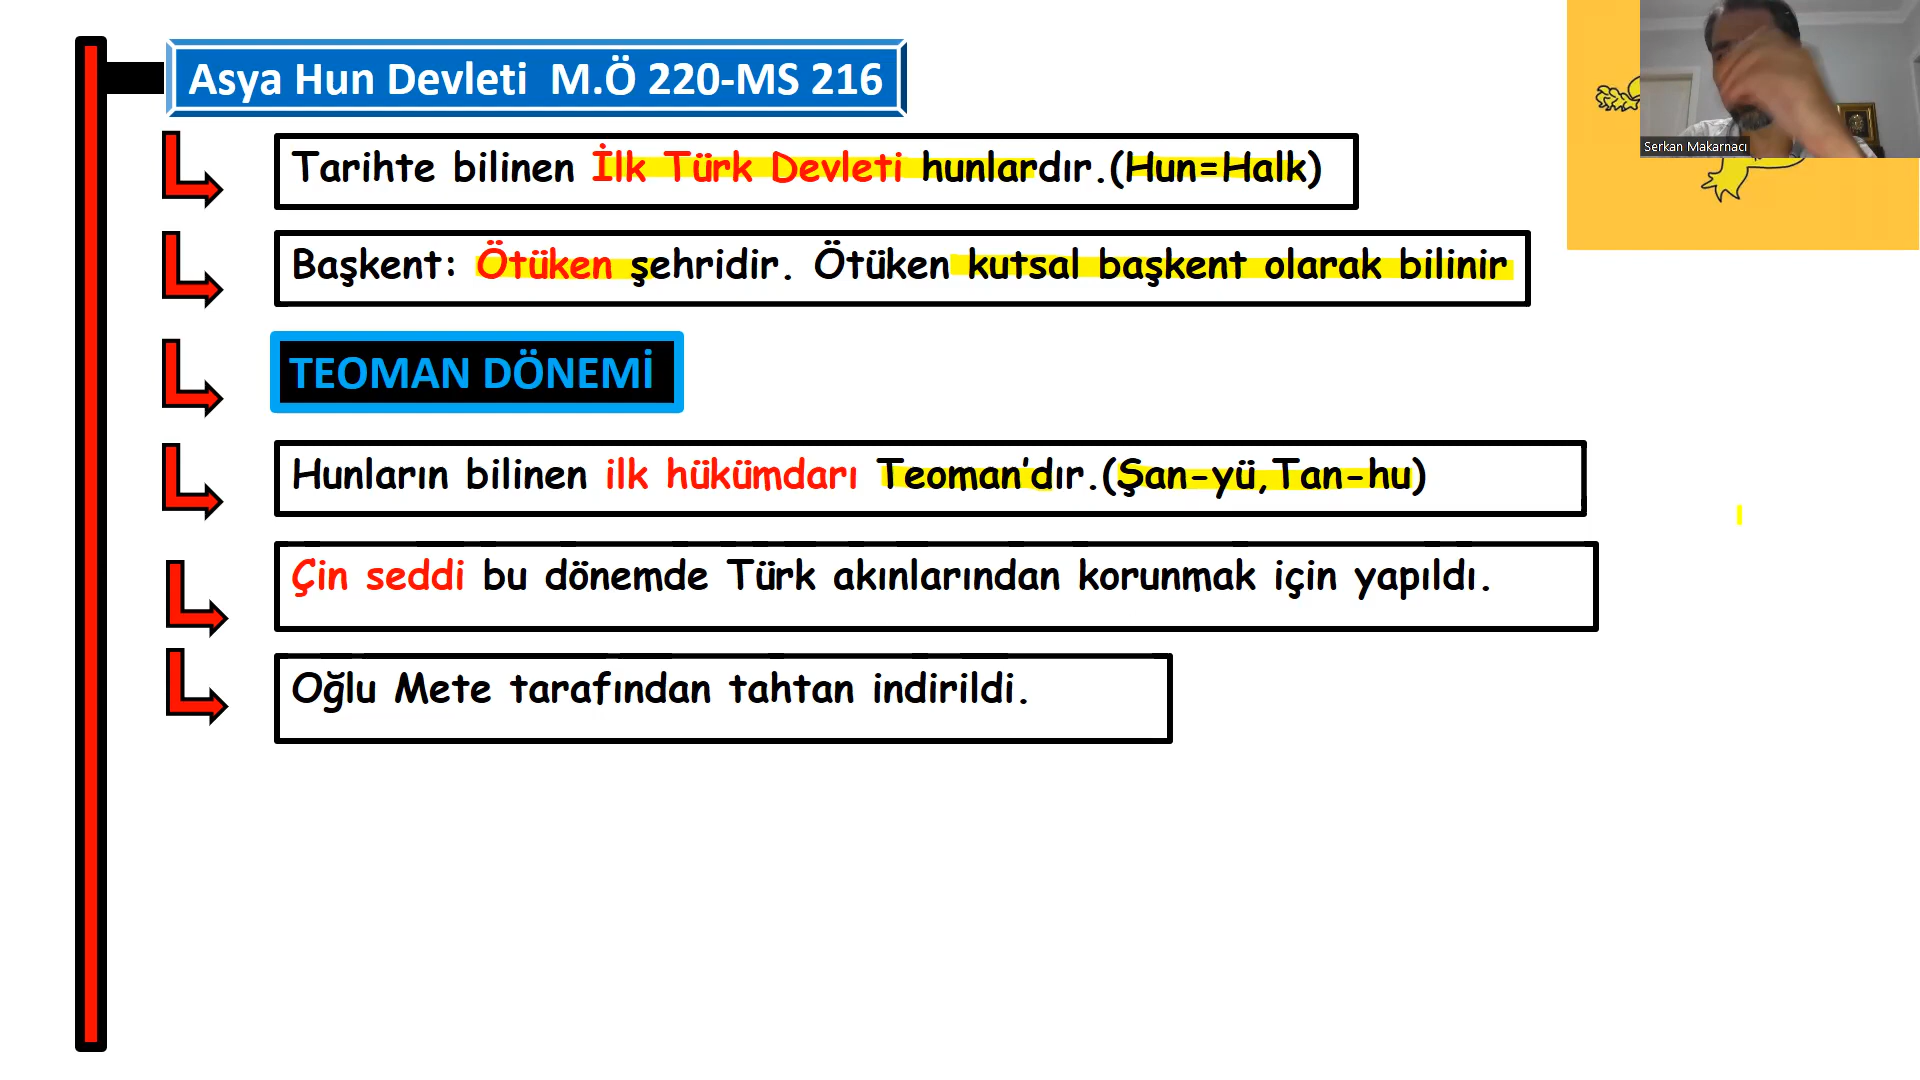 Asya Hun Devleti M.Ö 220-MS 216
Serkan Makarnacı
Tarihte bilinen İlk Türk Devleti hunlardır.(Hun=Halk)
Başkent: Ötüken şehridir. Ötüken kutsal başkent olarak bilinir
TEOMAN DÖNEMİ
Hunların bilinen ilk hükümdarı Teoman'dır.(Şan-yü,Tan-hu)
Çin seddi bu dönemde Türk akınlarından korunmak için yapıldı.
Oğlu Mete tarafından tahtan indirildi.